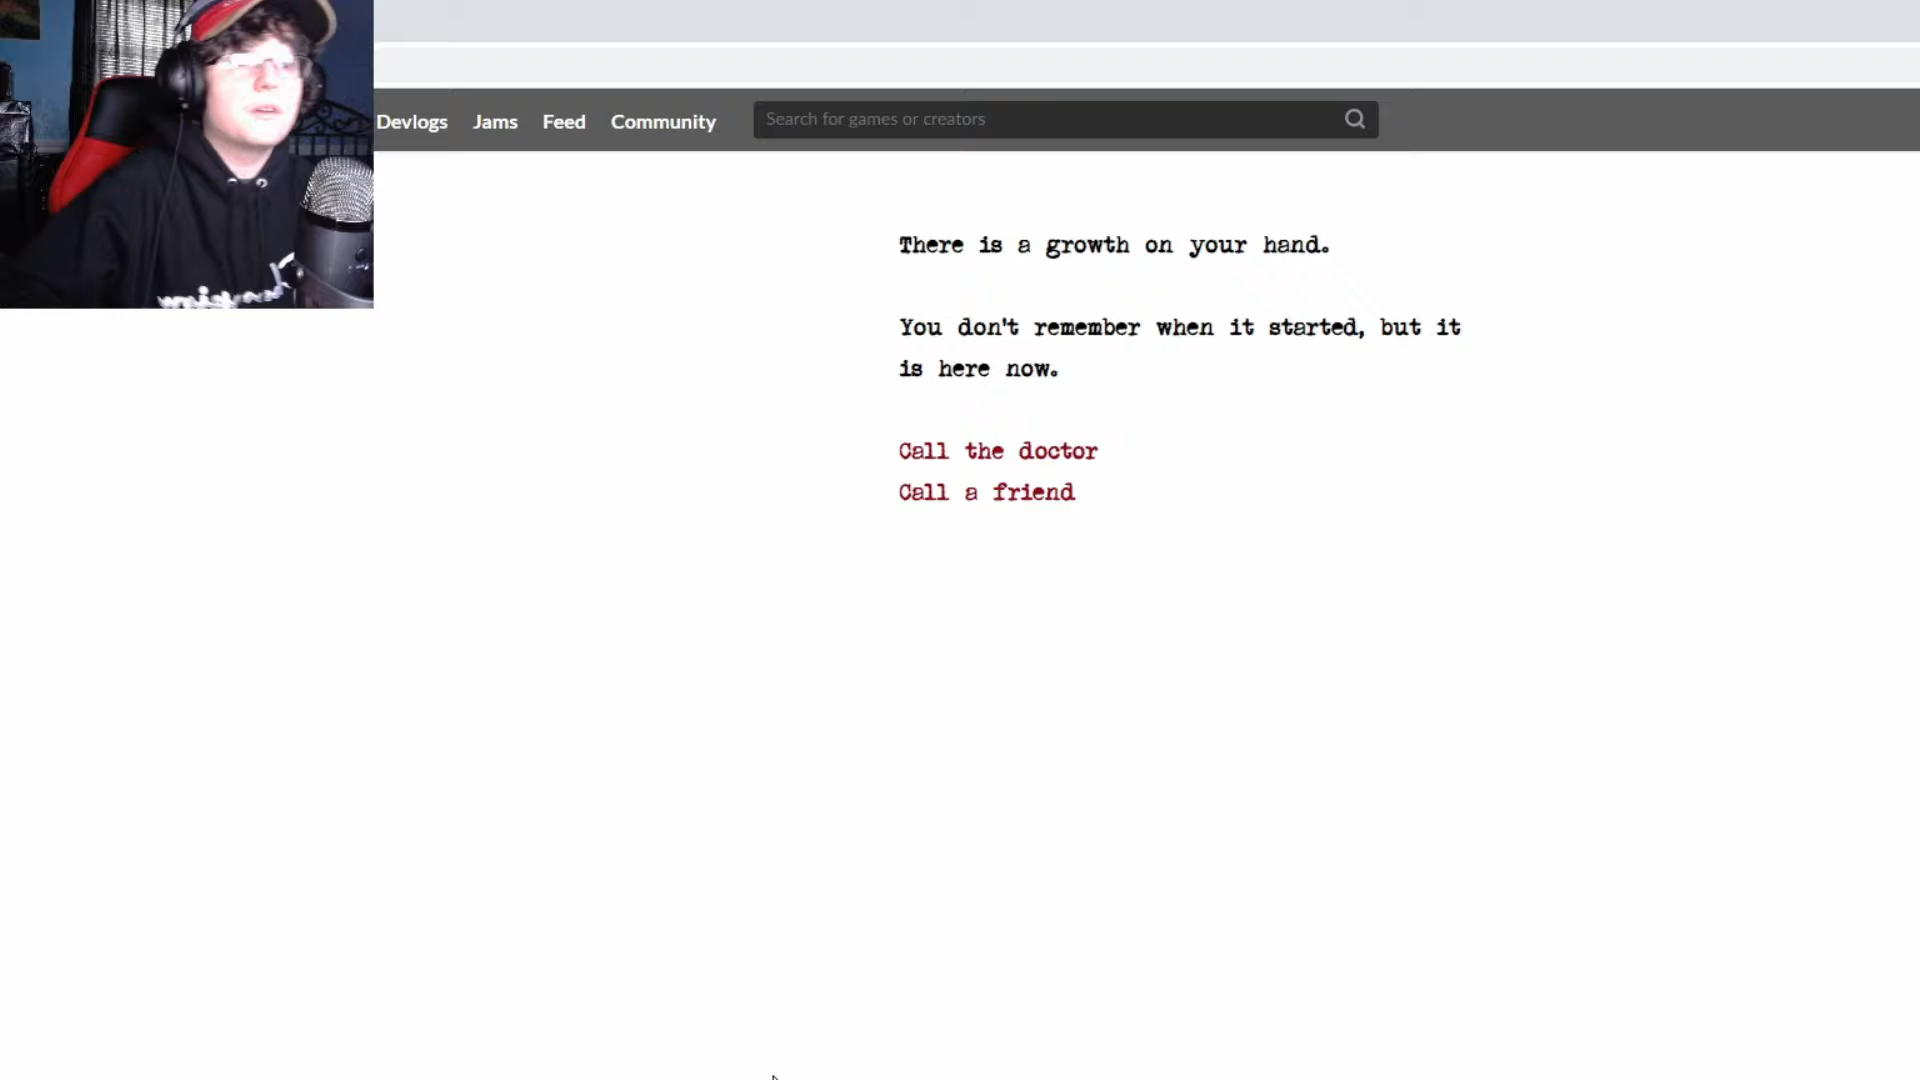 Devlogs Jams Feed Community Search for games or creators
There is a growth on your hand.
You don't remember when it started, but it
is here now.
Call the doctor
Call a friend